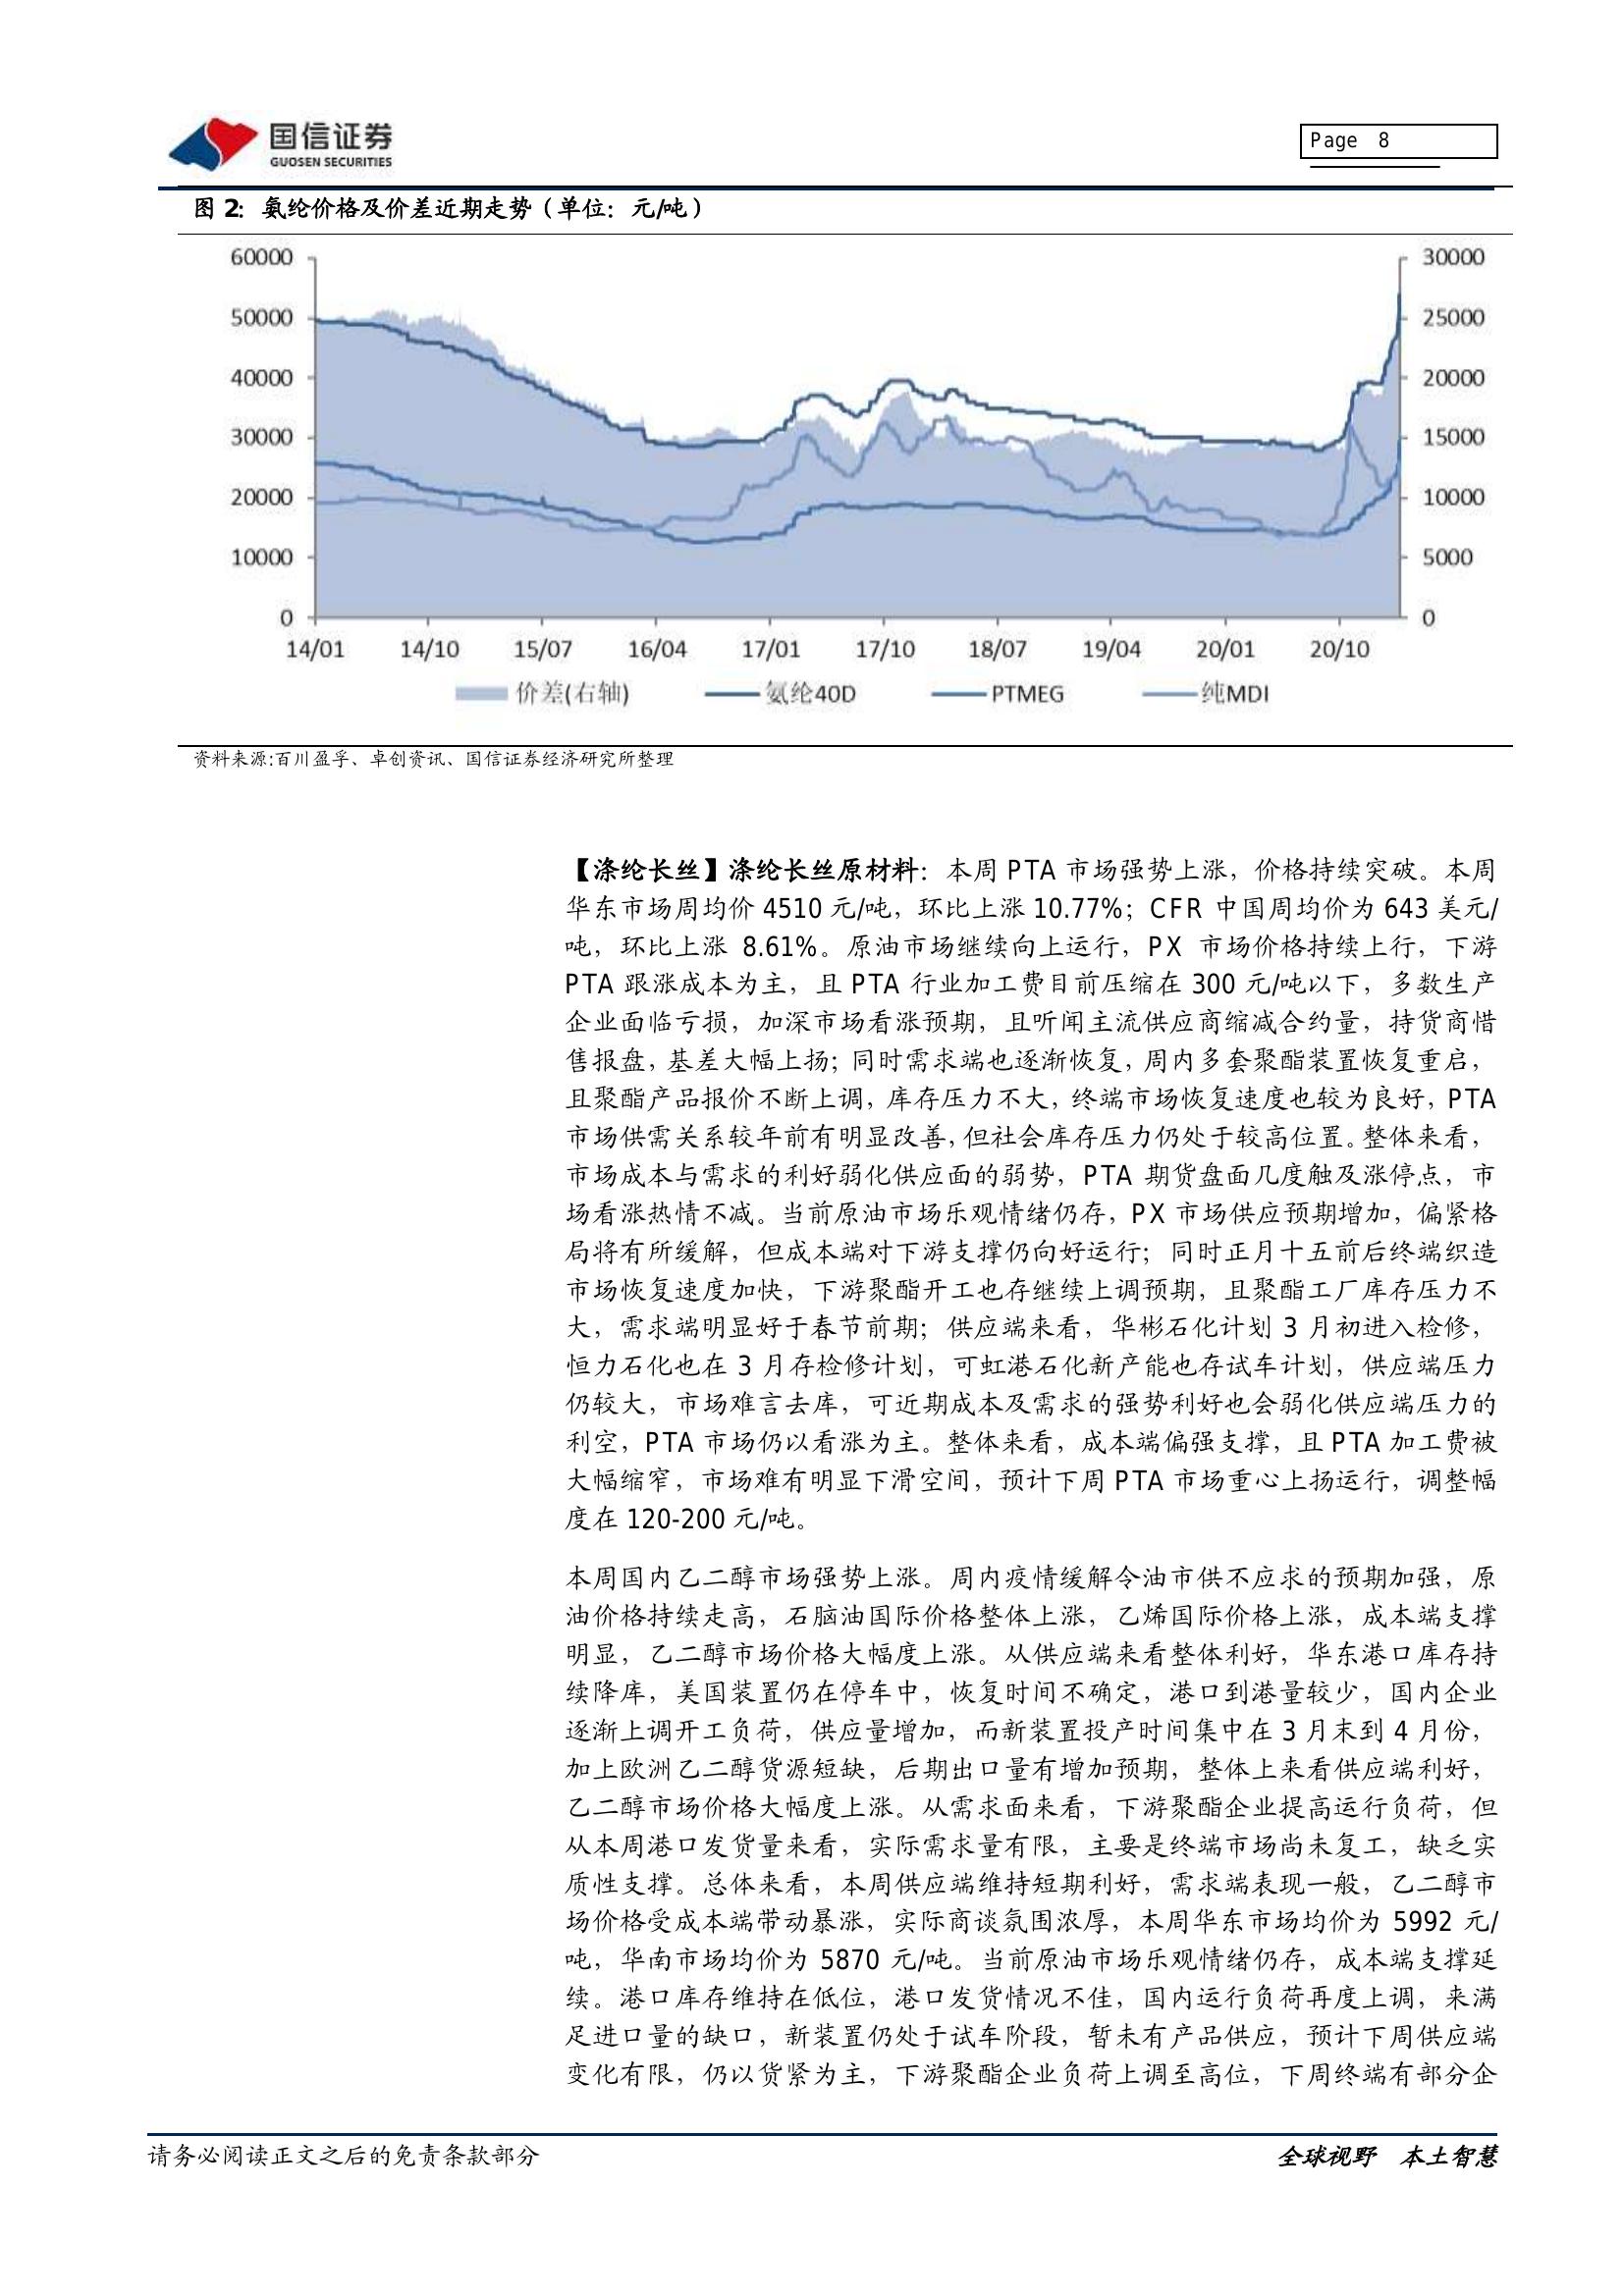 国信证券
GUOSEN SECURITIES
Page 8
图 2：氨纶价格及价差近期走势（单位：元/吨）
60000
50000
40000
30000
20000
10000
0
30000
25000
20000
15000
10000
5000
0
14/01 14/10 15/07 16/04 17/01 17/10 18/07 19/04 20/01 20/10
价差(右轴) 氨纶40D PTMEG 纯MDI
资料来源:百川盈孚、卓创资讯、国信证券经济研究所整理
【涤纶长丝】涤纶长丝原材料：本周 PTA 市场强势上涨，价格持续突破。本周
华东市场周均价 4510 元/吨，环比上涨 10.77%；CFR 中国周均价为 643 美元/
吨，环比上涨 8.61%。原油市场继续向上运行，PX 市场价格持续上行，下游
PTA 跟涨成本为主，且 PTA 行业加工费目前压缩在 300 元/吨以下，多数生产
企业面临亏损，加深市场看涨预期，且听闻主流供应商缩减合约量，持货商惜
售报盘，基差大幅上扬；同时需求端也逐渐恢复，周内多套聚酯装置恢复重启，
且聚酯产品报价不断上调，库存压力不大，终端市场恢复速度也较为良好，PTA
市场供需关系较年前有明显改善，但社会库存压力仍处于较高位置。整体来看，
市场成本与需求的利好弱化供应面的弱势，PTA 期货盘面几度触及涨停点，市
场看涨热情不减。当前原油市场乐观情绪仍存，PX 市场供应预期增加，偏紧格
局将有所缓解，但成本端对下游支撑仍向好运行；同时正月十五前后终端织造
市场恢复速度加快，下游聚酯开工也存继续上调预期，且聚酯工厂库存压力不
大，需求端明显好于春节前期；供应端来看，华彬石化计划 3 月初进入检修，
恒力石化也在 3 月存检修计划，可虹港石化新产能也存试车计划，供应端压力
仍较大，市场难言去库，可近期成本及需求的强势利好也会弱化供应端压力的
利空，PTA 市场仍以看涨为主。整体来看，成本端偏强支撑，且 PTA 加工费被
大幅缩窄，市场难有明显下滑空间，预计下周 PTA 市场重心上扬运行，调整幅
度在 120-200 元/吨。
本周国内乙二醇市场强势上涨。周内疫情缓解令油市供不应求的预期加强，原
油价格持续走高，石脑油国际价格整体上涨，乙烯国际价格上涨，成本端支撑
明显，乙二醇市场价格大幅度上涨。从供应端来看整体利好，华东港口库存持
续降库，美国装置仍在停车中，恢复时间不确定，港口到港量较少，国内企业
逐渐上调开工负荷，供应量增加，而新装置投产时间集中在 3 月末到 4 月份，
加上欧洲乙二醇货源短缺，后期出口量有增加预期，整体上来看供应端利好，
乙二醇市场价格大幅度上涨。从需求面来看，下游聚酯企业提高运行负荷，但
从本周港口发货量来看，实际需求量有限，主要是终端市场尚未复工，缺乏实
质性支撑。总体来看，本周供应端维持短期利好，需求端表现一般，乙二醇市
场价格受成本端带动暴涨，实际商谈氛围浓厚，本周华东市场均价为 5992 元/
吨，华南市场均价为 5870 元/吨。当前原油市场乐观情绪仍存，成本端支撑延
续。港口库存维持在低位，港口发货情况不佳，国内运行负荷再度上调，来满
足进口量的缺口，新装置仍处于试车阶段，暂未有产品供应，预计下周供应端
变化有限，仍以货紧为主，下游聚酯企业负荷上调至高位，下周终端有部分企
请务必阅读正文之后的免责条款部分
全球视野 本土智慧